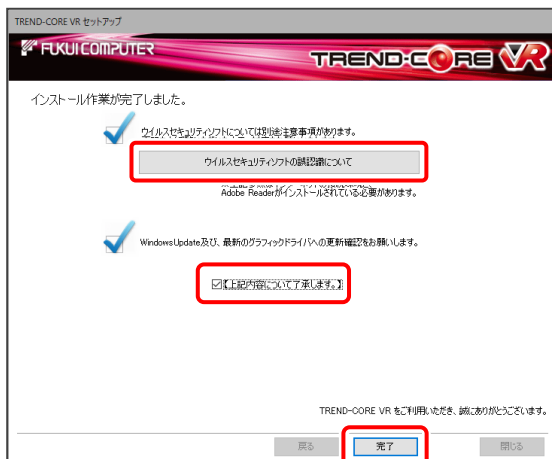 TREND-CORE VR セットアップ
FUKUI COMPUTER
TREND-CORE VR
インストール作業が完了しました。
ウイルスセキュリティソフトについては別途注意事項があります。
ウイルスセキュリティソフトの誤認識について
Adobe Readerがインストールされている必要があります。
WindowsUpdate及び、最新のグラフィックドライバへの更新確認をお願いします。
【上記内容について了承します。】
TREND-CORE VR をご利用いただき、誠にありがとうございます。
戻る 完了 閉じる